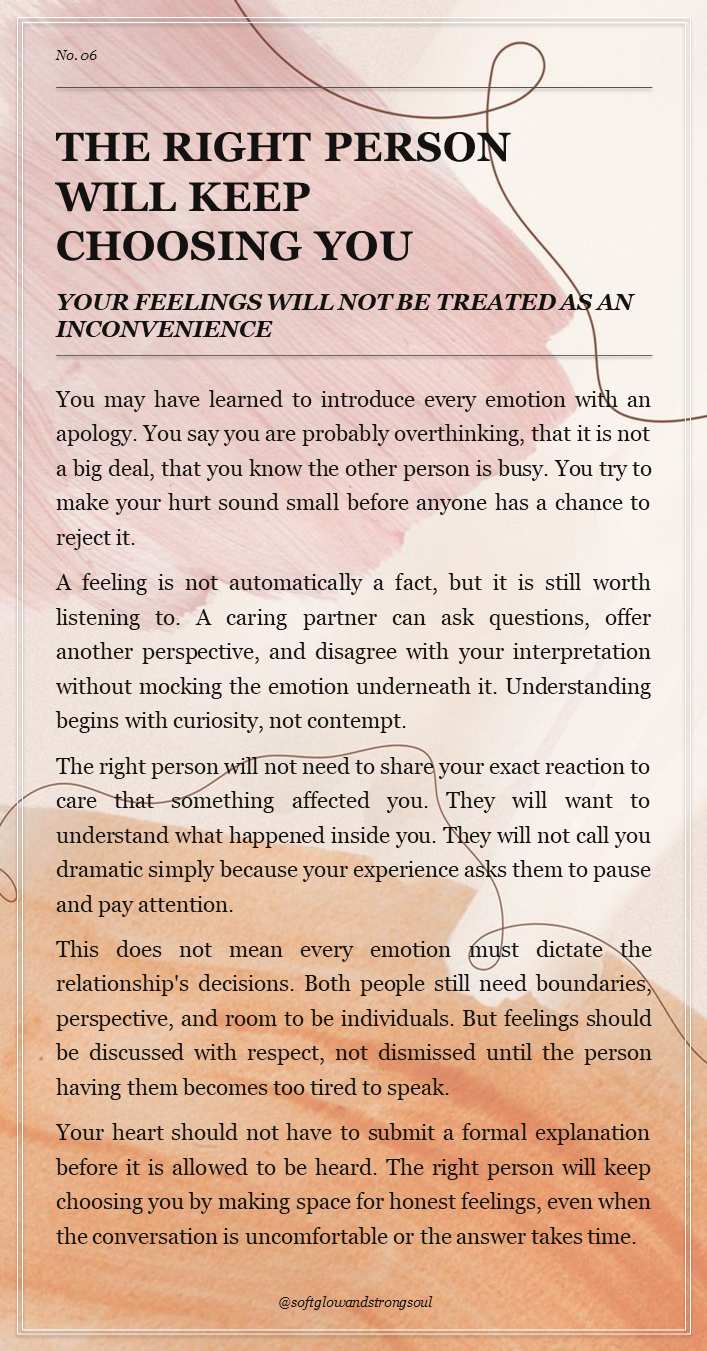 No. 06
THE RIGHT PERSON
WILL KEEP
CHOOSING YOU
YOUR FEELINGS WILL NOT BE TREATED AS AN
INCONVENIENCE
You may have learned to introduce every emotion with an
apology. You say you are probably overthinking, that it is not
a big deal, that you know the other person is busy. You try to
make your hurt sound small before anyone has a chance to
reject it.
A feeling is not automatically a fact, but it is still worth
listening to. A caring partner can ask questions, offer
another perspective, and disagree with your interpretation
without mocking the emotion underneath it. Understanding
begins with curiosity, not contempt.
The right person will not need to share your exact reaction to
care that something affected you. They will want to
understand what happened inside you. They will not call you
dramatic simply because your experience asks them to pause
and pay attention.
This does not mean every emotion must dictate the
relationship's decisions. Both people still need boundaries,
perspective, and room to be individuals. But feelings should
be discussed with respect, not dismissed until the person
having them becomes too tired to speak.
Your heart should not have to submit a formal explanation
before it is allowed to be heard. The right person will keep
choosing you by making space for honest feelings, even when
the conversation is uncomfortable or the answer takes time.
@softglowandstrongsoul